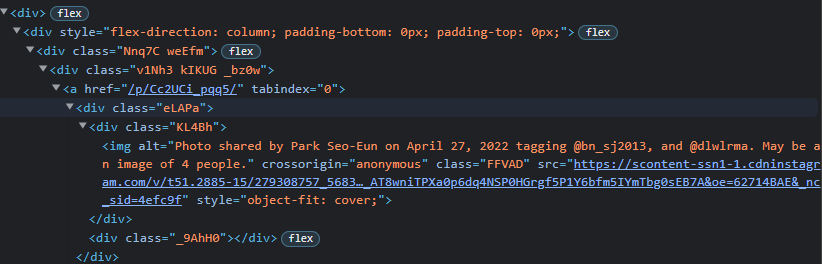 <div> flex
<div style="flex-direction: column; padding-bottom: 0px; padding-top: 0px;"> flex
<div class="Nnq7C weEfm"> flex
<div class="v1Nh3 kIKUG _bz0w">
<a href="/p/Cc2UCi_pqq5/" tabindex="0">
<div class="eLAPa">
<div class="KL4Bh">
<img alt="Photo shared by Park Seo-Eun on April 27, 2022 tagging @bn_sj2013, and @dlwlrma. May be a
n image of 4 people." crossorigin="anonymous" class="FFVAD" src="https://scontent-ssn1-1.cdninstagr
am.com/v/t51.2885-15/279308757_5683…_AT8wniTPXa0p6dq4NSP0HGrgf5P1Y6bfm5IYmTbg0sEB7A&oe=62714BAE&_nc
_sid=4efc9f" style="object-fit: cover;">
</div>
<div class="_9AhH0"></div> flex
</div>